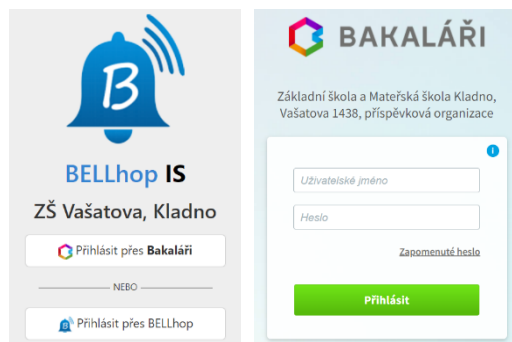 B
BELLhop IS
ZŠ Vašatova, Kladno
Přihlásit přes Bakaláři
NEBO
Přihlásit přes BELLhop
BAKALÁŘI
Základní škola a Mateřská škola Kladno,
Vašatova 1438, příspěvková organizace
i
Uživatelské jméno
Heslo
Zapomenuté heslo
Přihlásit